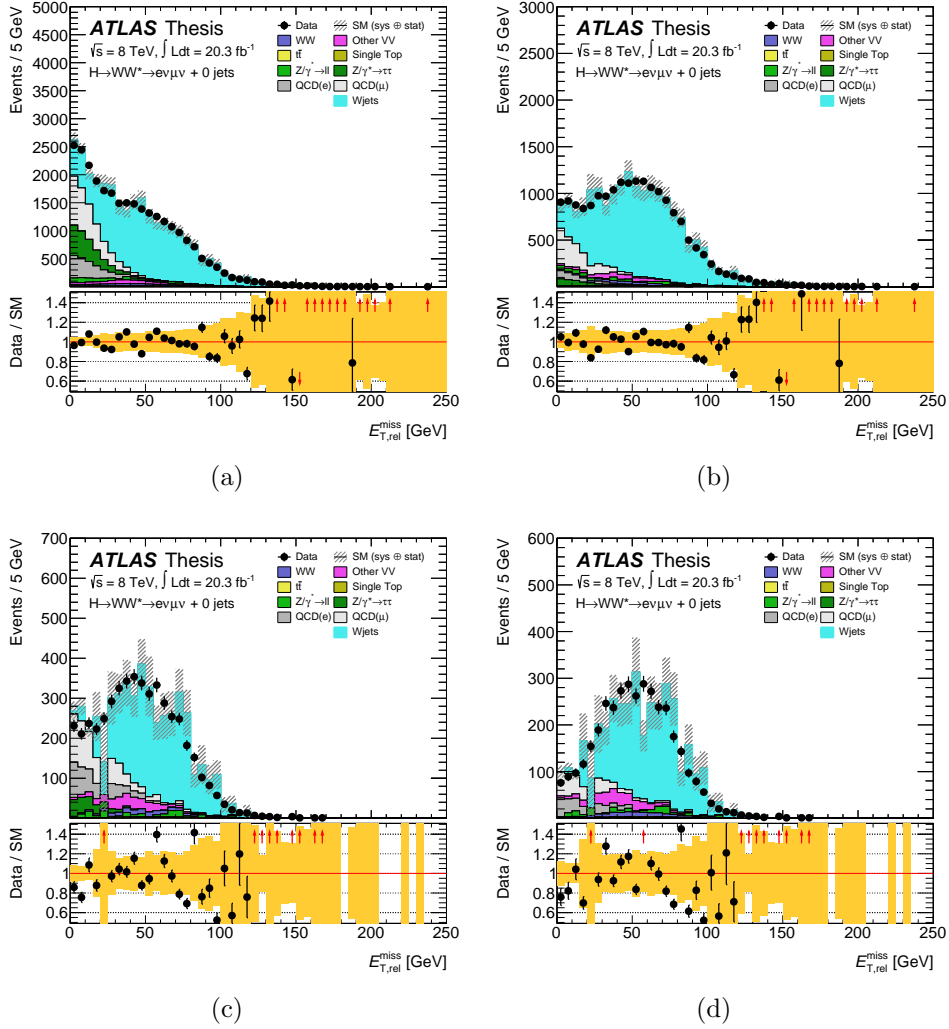 ATLAS Thesis
√s = 8 TeV, ∫ Ldt = 20.3 fb⁻¹
H→WW*→eνμν + 0 jets
Data
SM (sys ⊕ stat)
WW
Other VV
tt̄
Single Top
Z/γ*→ll
Z/γ*→ττ
QCD(e)
QCD(μ)
Wjets
Events / 5 GeV
5000
4500
4000
3500
3000
2500
2000
1500
1000
500
Data / SM
1.4
1.2
1
0.8
0.6
0 50 100 150 200 250
E_{T,rel}^{miss} [GeV]
(a)
ATLAS Thesis
√s = 8 TeV, ∫ Ldt = 20.3 fb⁻¹
H→WW*→eνμν + 0 jets
Data
SM (sys ⊕ stat)
WW
Other VV
tt̄
Single Top
Z/γ*→ll
Z/γ*→ττ
QCD(e)
QCD(μ)
Wjets
Events / 5 GeV
3000
2500
2000
1500
1000
500
Data / SM
1.4
1.2
1
0.8
0.6
0 50 100 150 200 250
E_{T,rel}^{miss} [GeV]
(b)
ATLAS Thesis
√s = 8 TeV, ∫ Ldt = 20.3 fb⁻¹
H→WW*→eνμν + 0 jets
Data
SM (sys ⊕ stat)
WW
Other VV
tt̄
Single Top
Z/γ*→ll
Z/γ*→ττ
QCD(e)
QCD(μ)
Wjets
Events / 5 GeV
700
600
500
400
300
200
100
Data / SM
1.4
1.2
1
0.8
0.6
0 50 100 150 200 250
E_{T,rel}^{miss} [GeV]
(c)
ATLAS Thesis
√s = 8 TeV, ∫ Ldt = 20.3 fb⁻¹
H→WW*→eνμν + 0 jets
Data
SM (sys ⊕ stat)
WW
Other VV
tt̄
Single Top
Z/γ*→ll
Z/γ*→ττ
QCD(e)
QCD(μ)
Wjets
Events / 5 GeV
600
500
400
300
200
100
Data / SM
1.4
1.2
1
0.8
0.6
0 50 100 150 200 250
E_{T,rel}^{miss} [GeV]
(d)